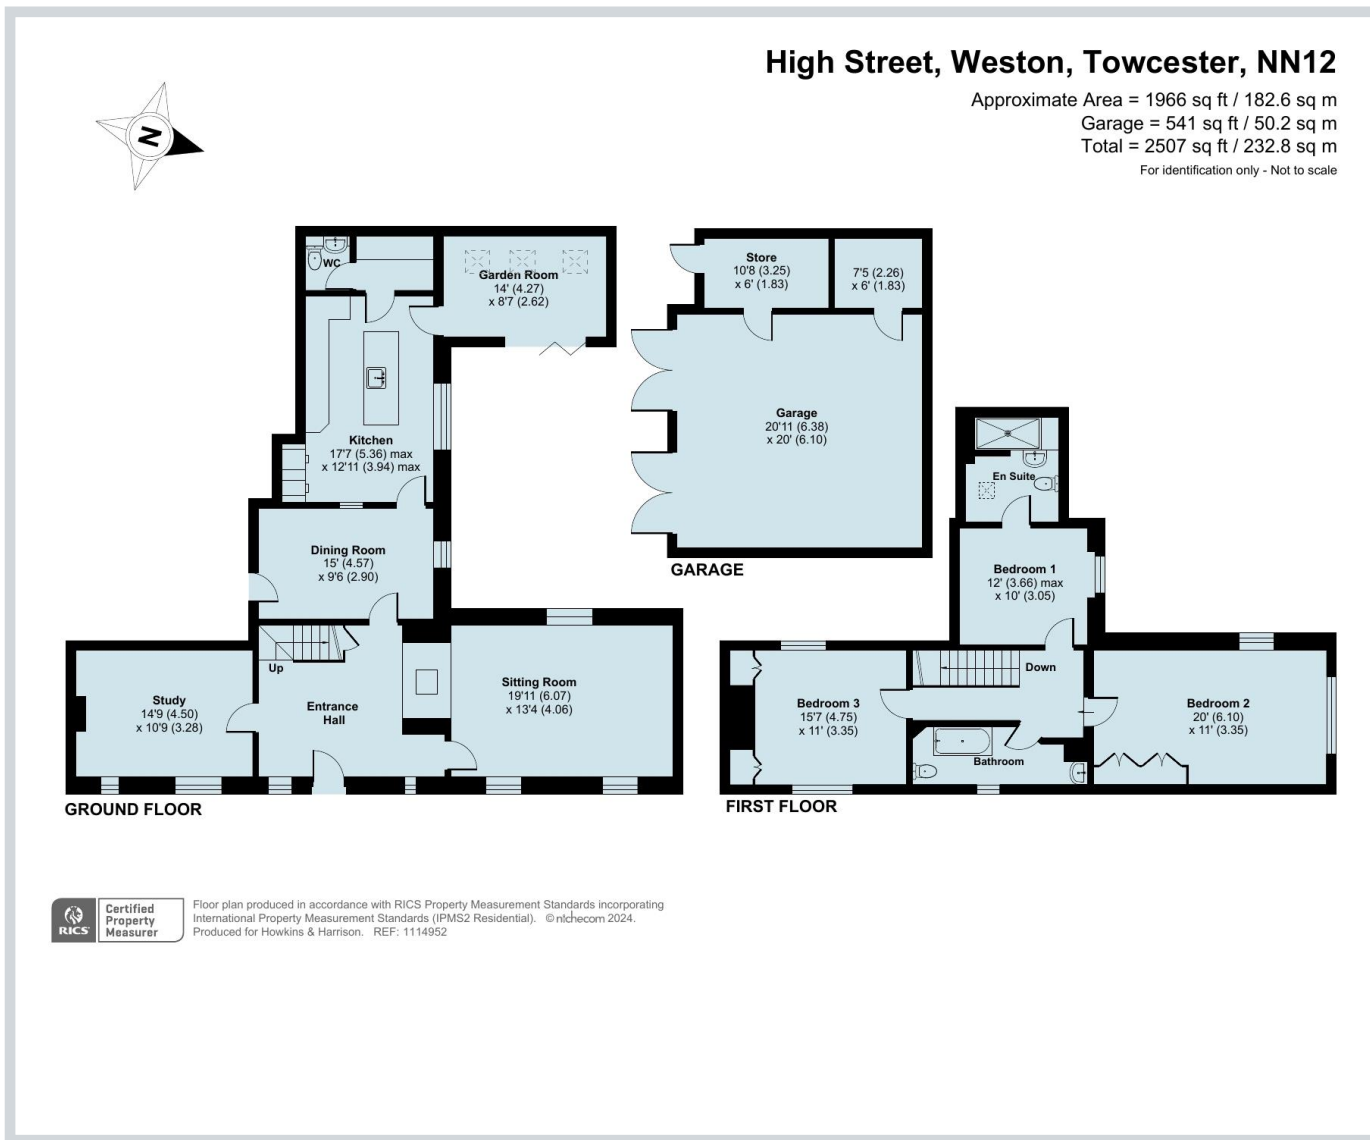 High Street, Weston, Towcester, NN12
Approximate Area = 1966 sq ft / 182.6 sq m
Garage = 541 sq ft / 50.2 sq m
Total = 2507 sq ft / 232.8 sq m
For identification only - Not to scale
N
WC
Garden Room
14' (4.27)
x 8'7 (2.62)
Kitchen
17'7 (5.36) max
x 12'11 (3.94) max
Dining Room
15' (4.57)
x 9'6 (2.90)
Up
Study
14'9 (4.50)
x 10'9 (3.28)
Entrance
Hall
Sitting Room
19'11 (6.07)
x 13'4 (4.06)
GROUND FLOOR
Store
10'8 (3.25)
x 6' (1.83)
7'5 (2.26)
x 6' (1.83)
Garage
20'11 (6.38)
x 20' (6.10)
GARAGE
En Suite
Bedroom 1
12' (3.66) max
x 10' (3.05)
Down
Bedroom 3
15'7 (4.75)
x 11' (3.35)
Bedroom 2
20' (6.10)
x 11' (3.35)
Bathroom
FIRST FLOOR
RICS
Certified
Property
Measurer
Floor plan produced in accordance with RICS Property Measurement Standards incorporating
International Property Measurement Standards (IPMS2 Residential). © nichecom 2024.
Produced for Howkins & Harrison. REF: 1114952